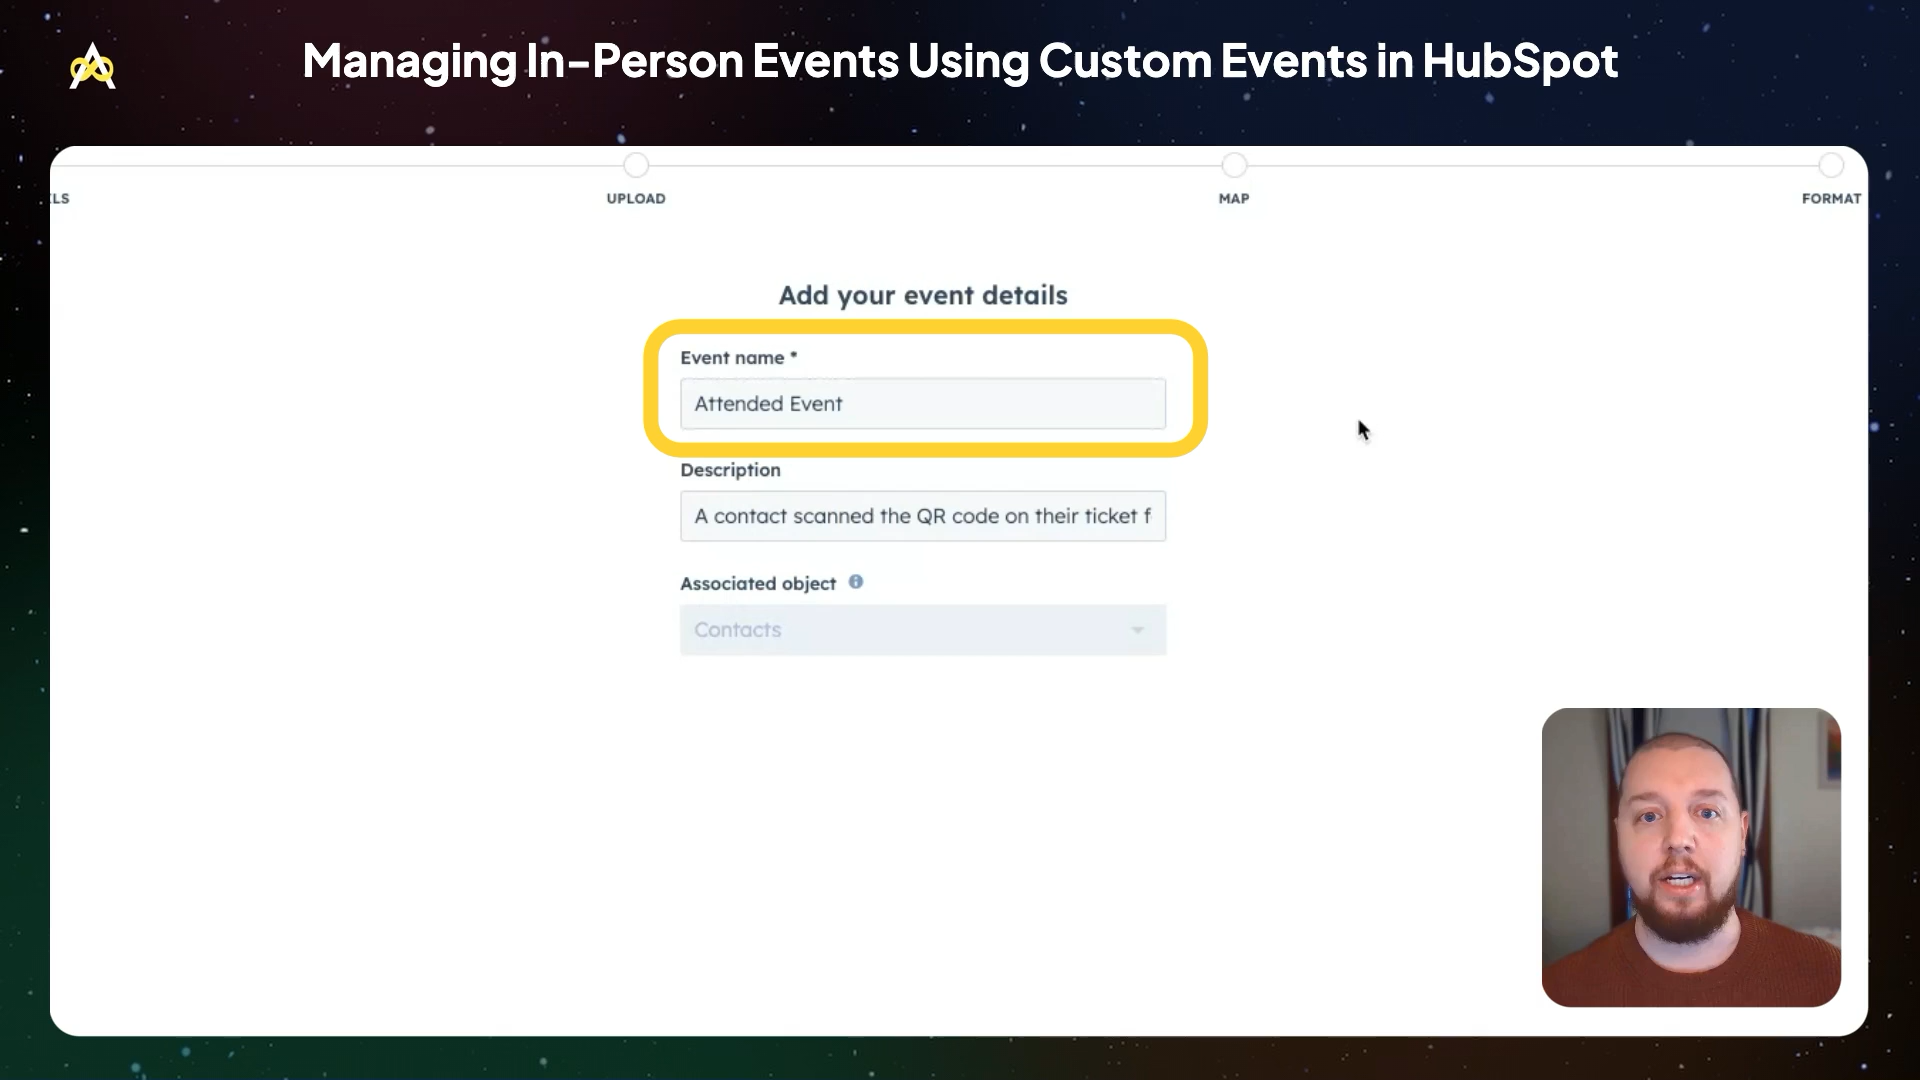 Managing In-Person Events Using Custom Events in HubSpot
UPLOAD
MAP
FORMAT
Add your event details
Event name *
Attended Event
Description
A contact scanned the QR code on their ticket f
Associated object
Contacts